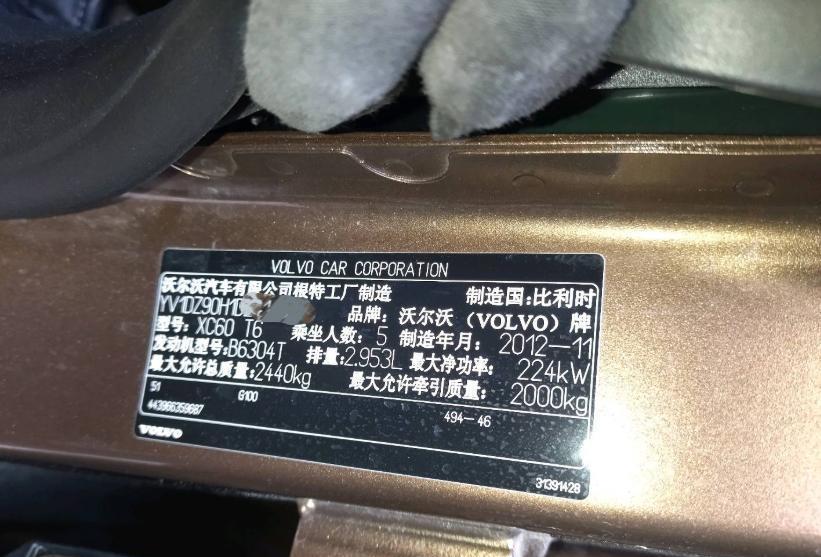 VOLVO CAR CORPORATION
沃尔沃汽车有限公司根特工厂制造 制造国:比利时
YV1DZ90H1 品牌: 沃尔沃 (VOLVO) 牌
型号: XC60 T6 乘坐人数: 5 制造年月: 2012—11
发动机型号:B6304T 排量:2.953L 最大净功率: 224kW
最大允许总质量:2440kg 最大允许牵引质量: 2000kg
51 G100 494—46
443966359687
VOLVO
31391428